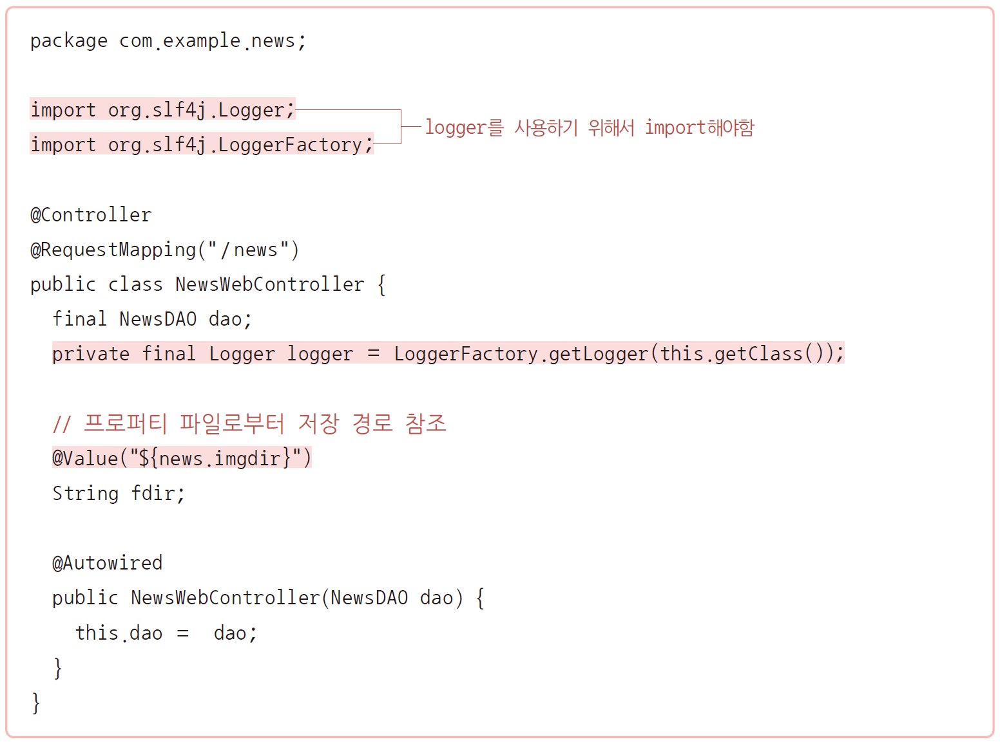 package com.example.news;
import org.slf4j.Logger;
logger를 사용하기 위해서 import해야함
import org.slf4j.LoggerFactory;
@Controller
@RequestMapping("/news")
public class NewsWebController {
final NewsDAO dao;
private final Logger logger = LoggerFactory.getLogger(this.getClass());
// 프로퍼티 파일로부터 저장 경로 참조
@Value("${news.imgdir}")
String fdir;
@Autowired
public NewsWebController(NewsDAO dao) {
this.dao =  dao;
}
}